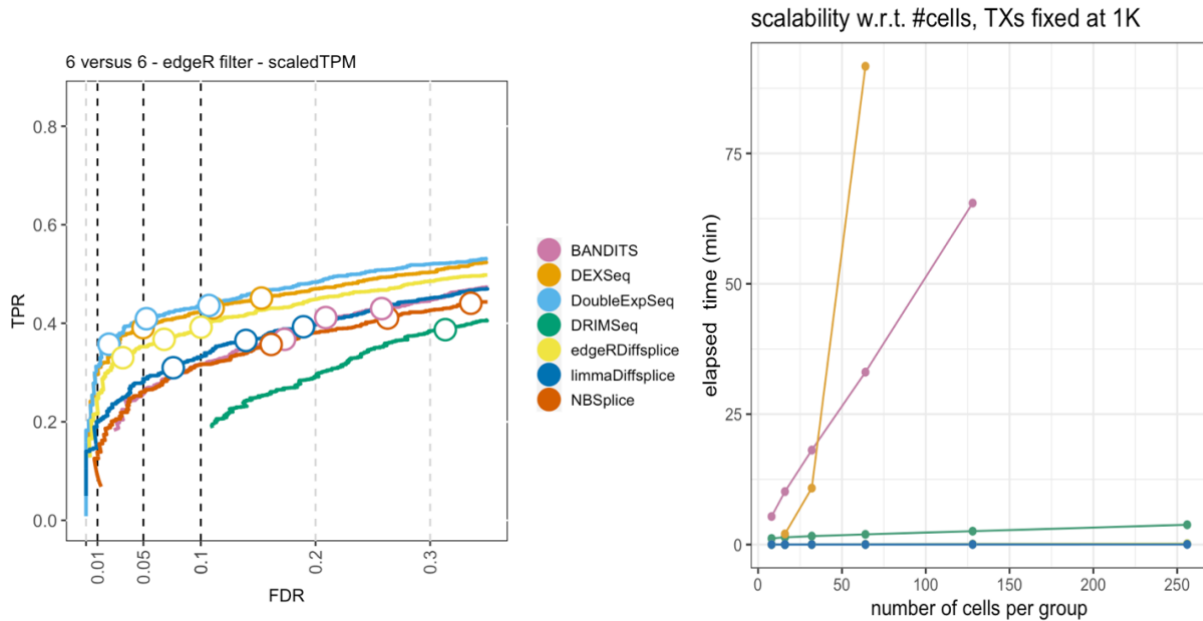 6 versus 6 - edgeR filter - scaledTPM
TPR
0.8
0.6
0.4
0.2
0.0
0.01
0.05
0.1
0.2
0.3
FDR
BANDITS
DEXSeq
DoubleExpSeq
DRIMSeq
edgeRDiffsplice
limmaDiffsplice
NBSplice
scalability w.r.t. #cells, TXs fixed at 1K
elapsed time (min)
75
50
25
0
0
50
100
150
200
250
number of cells per group